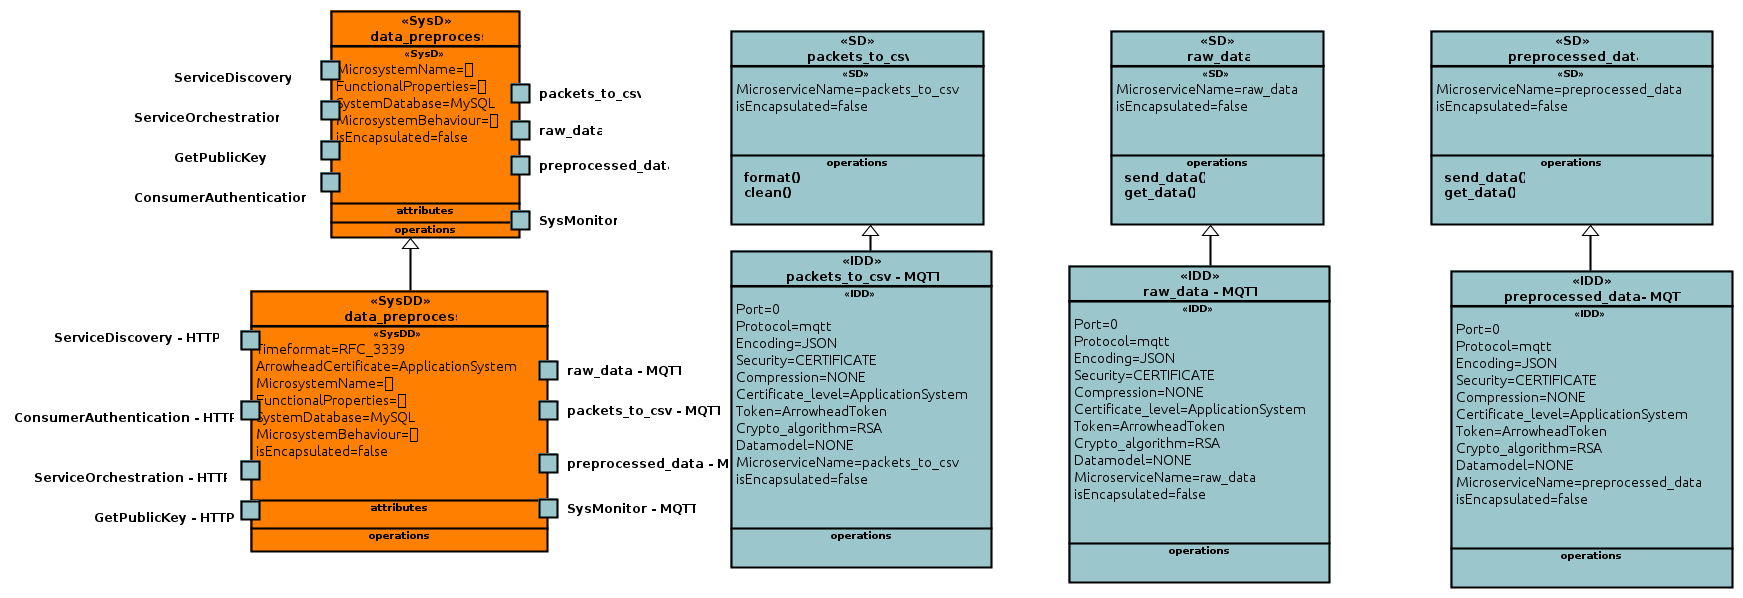 «SysD»
data_preproces
«SysD»
MicrosystemName=[]
FunctionalProperties=[]
SystemDatabase=MySQL
MicrosystemBehaviour=[]
isEncapsulated=false
attributes
operations
ServiceDiscovery
ServiceOrchestration
GetPublicKey
ConsumerAuthentication
packets_to_csv
raw_data
preprocessed_data
SysMonitor
«SysDD»
data_preproces
«SysDD»
Timeformat=RFC_3339
ArrowheadCertificate=ApplicationSystem
MicrosystemName=[]
FunctionalProperties=[]
SystemDatabase=MySQL
MicrosystemBehaviour=[]
isEncapsulated=false
attributes
operations
ServiceDiscovery - HTTP
ConsumerAuthentication - HTTP
ServiceOrchestration - HTTP
GetPublicKey - HTTP
raw_data - MQTT
packets_to_csv - MQTT
preprocessed_data - M
SysMonitor - MQTT
«SD»
packets_to_csv
«SD»
MicroserviceName=packets_to_csv
isEncapsulated=false
operations
format()
clean()
«IDD»
packets_to_csv - MQTT
«IDD»
Port=0
Protocol=mqtt
Encoding=JSON
Security=CERTIFICATE
Compression=NONE
Certificate_level=ApplicationSystem
Token=ArrowheadToken
Crypto_algorithm=RSA
Datamodel=NONE
MicroserviceName=packets_to_csv
isEncapsulated=false
operations
«SD»
raw_data
«SD»
MicroserviceName=raw_data
isEncapsulated=false
operations
send_data()
get_data()
«IDD»
raw_data - MQTT
«IDD»
Port=0
Protocol=mqtt
Encoding=JSON
Security=CERTIFICATE
Compression=NONE
Certificate_level=ApplicationSystem
Token=ArrowheadToken
Crypto_algorithm=RSA
Datamodel=NONE
MicroserviceName=raw_data
isEncapsulated=false
operations
«SD»
preprocessed_data
«SD»
MicroserviceName=preprocessed_data
isEncapsulated=false
operations
send_data()
get_data()
«IDD»
preprocessed_data- MQT
«IDD»
Port=0
Protocol=mqtt
Encoding=JSON
Security=CERTIFICATE
Compression=NONE
Certificate_level=ApplicationSystem
Token=ArrowheadToken
Crypto_algorithm=RSA
Datamodel=NONE
MicroserviceName=preprocessed_data
isEncapsulated=false
operations